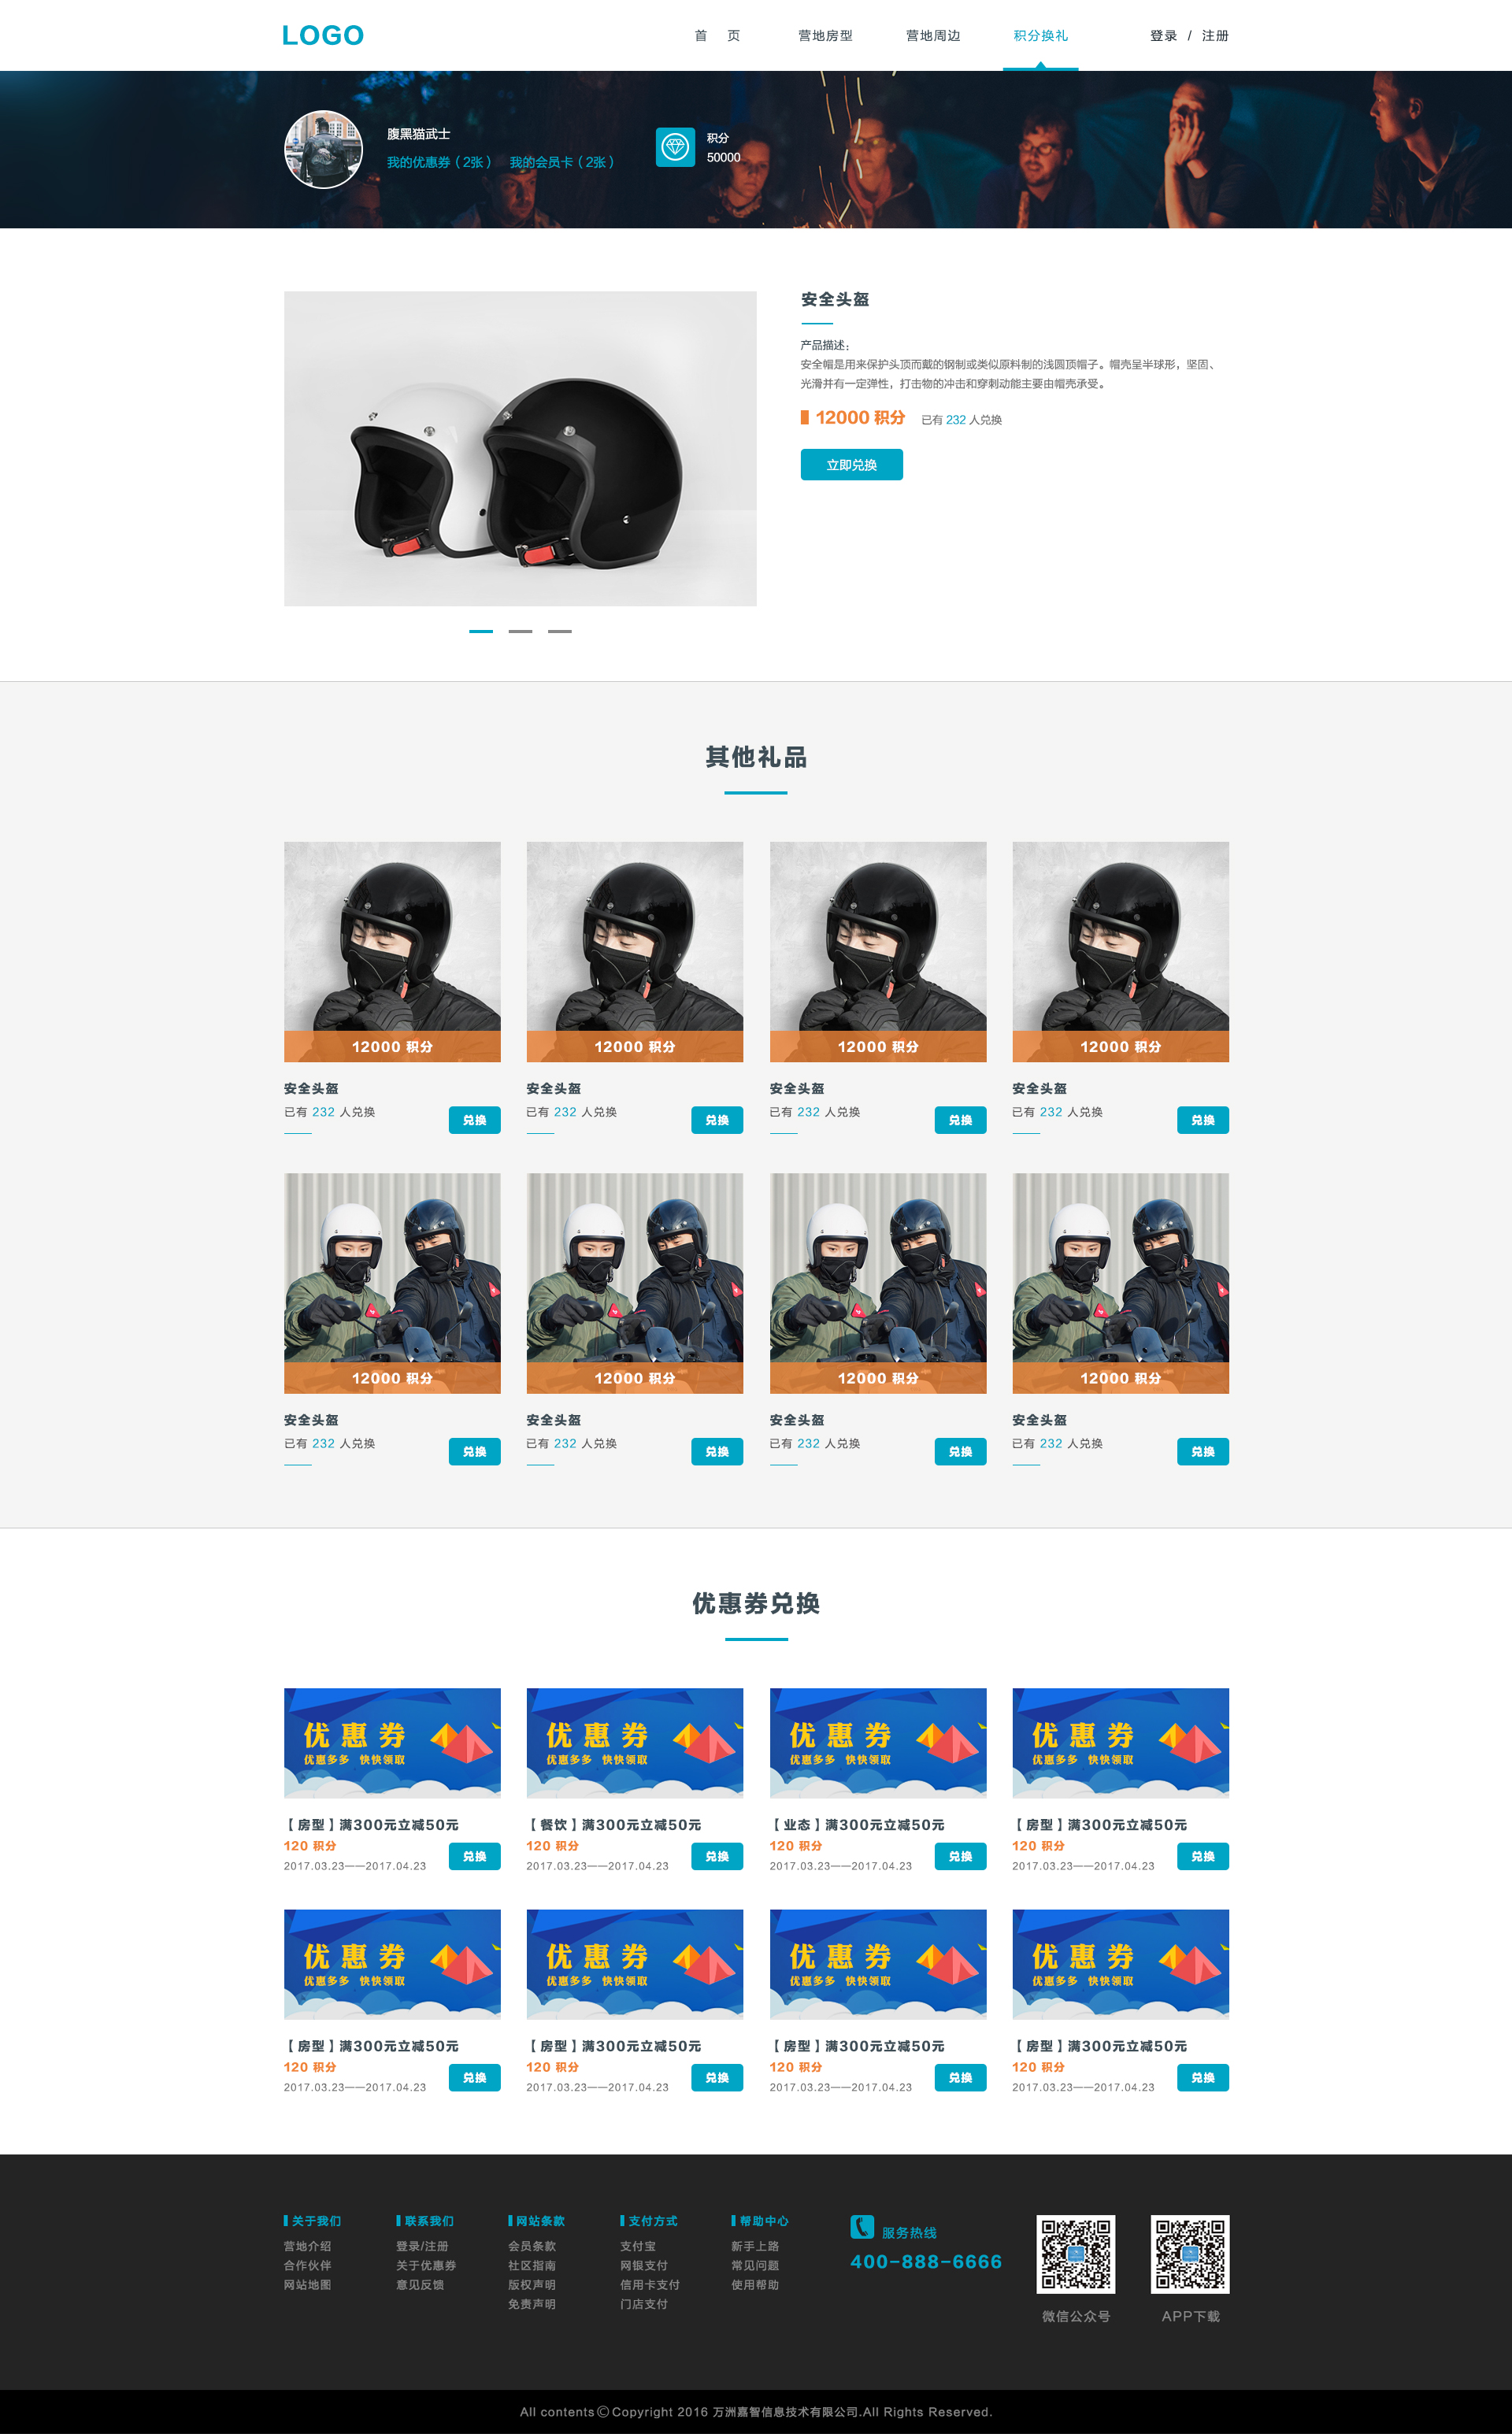 LOGO 首 页 营地房型 营地周边 积分换礼 登录 / 注册
腹黑猫武士
我的优惠券（2张） 我的会员卡（2张）
积分
50000
安全头盔
产品描述：
安全帽是用来保护头顶而戴的钢制或类似原料制的浅圆顶帽子。帽壳呈半球形，坚固、
光滑并有一定弹性，打击物的冲击和穿刺动能主要由帽壳承受。
12000 积分 已有 232 人兑换
立即兑换
其他礼品
12000 积分 12000 积分 12000 积分 12000 积分
安全头盔 安全头盔 安全头盔 安全头盔
已有 232 人兑换 兑换 已有 232 人兑换 兑换 已有 232 人兑换 兑换 已有 232 人兑换 兑换
12000 积分 12000 积分 12000 积分 12000 积分
安全头盔 安全头盔 安全头盔 安全头盔
已有 232 人兑换 兑换 已有 232 人兑换 兑换 已有 232 人兑换 兑换 已有 232 人兑换 兑换
优惠券兑换
优惠券 优惠券 优惠券 优惠券
优惠多多 快快领取 优惠多多 快快领取 优惠多多 快快领取 优惠多多 快快领取
【房型】满300元立减50元 【餐饮】满300元立减50元 【业态】满300元立减50元 【房型】满300元立减50元
120 积分 120 积分 120 积分 120 积分
2017.03.23——2017.04.23 兑换 2017.03.23——2017.04.23 兑换 2017.03.23——2017.04.23 兑换 2017.03.23——2017.04.23 兑换
优惠券 优惠券 优惠券 优惠券
优惠多多 快快领取 优惠多多 快快领取 优惠多多 快快领取 优惠多多 快快领取
【房型】满300元立减50元 【房型】满300元立减50元 【房型】满300元立减50元 【房型】满300元立减50元
120 积分 120 积分 120 积分 120 积分
2017.03.23——2017.04.23 兑换 2017.03.23——2017.04.23 兑换 2017.03.23——2017.04.23 兑换 2017.03.23——2017.04.23 兑换
关于我们
营地介绍
合作伙伴
网站地图
联系我们
登录/注册
关于优惠券
意见反馈
网站条款
会员条款
社区指南
版权声明
免责声明
支付方式
支付宝
网银支付
信用卡支付
门店支付
帮助中心
新手上路
常见问题
使用帮助
服务热线
400-888-6666
微信公众号 APP下载
All contents©Copyright 2016 万洲嘉智信息技术有限公司.All Rights Reserved.